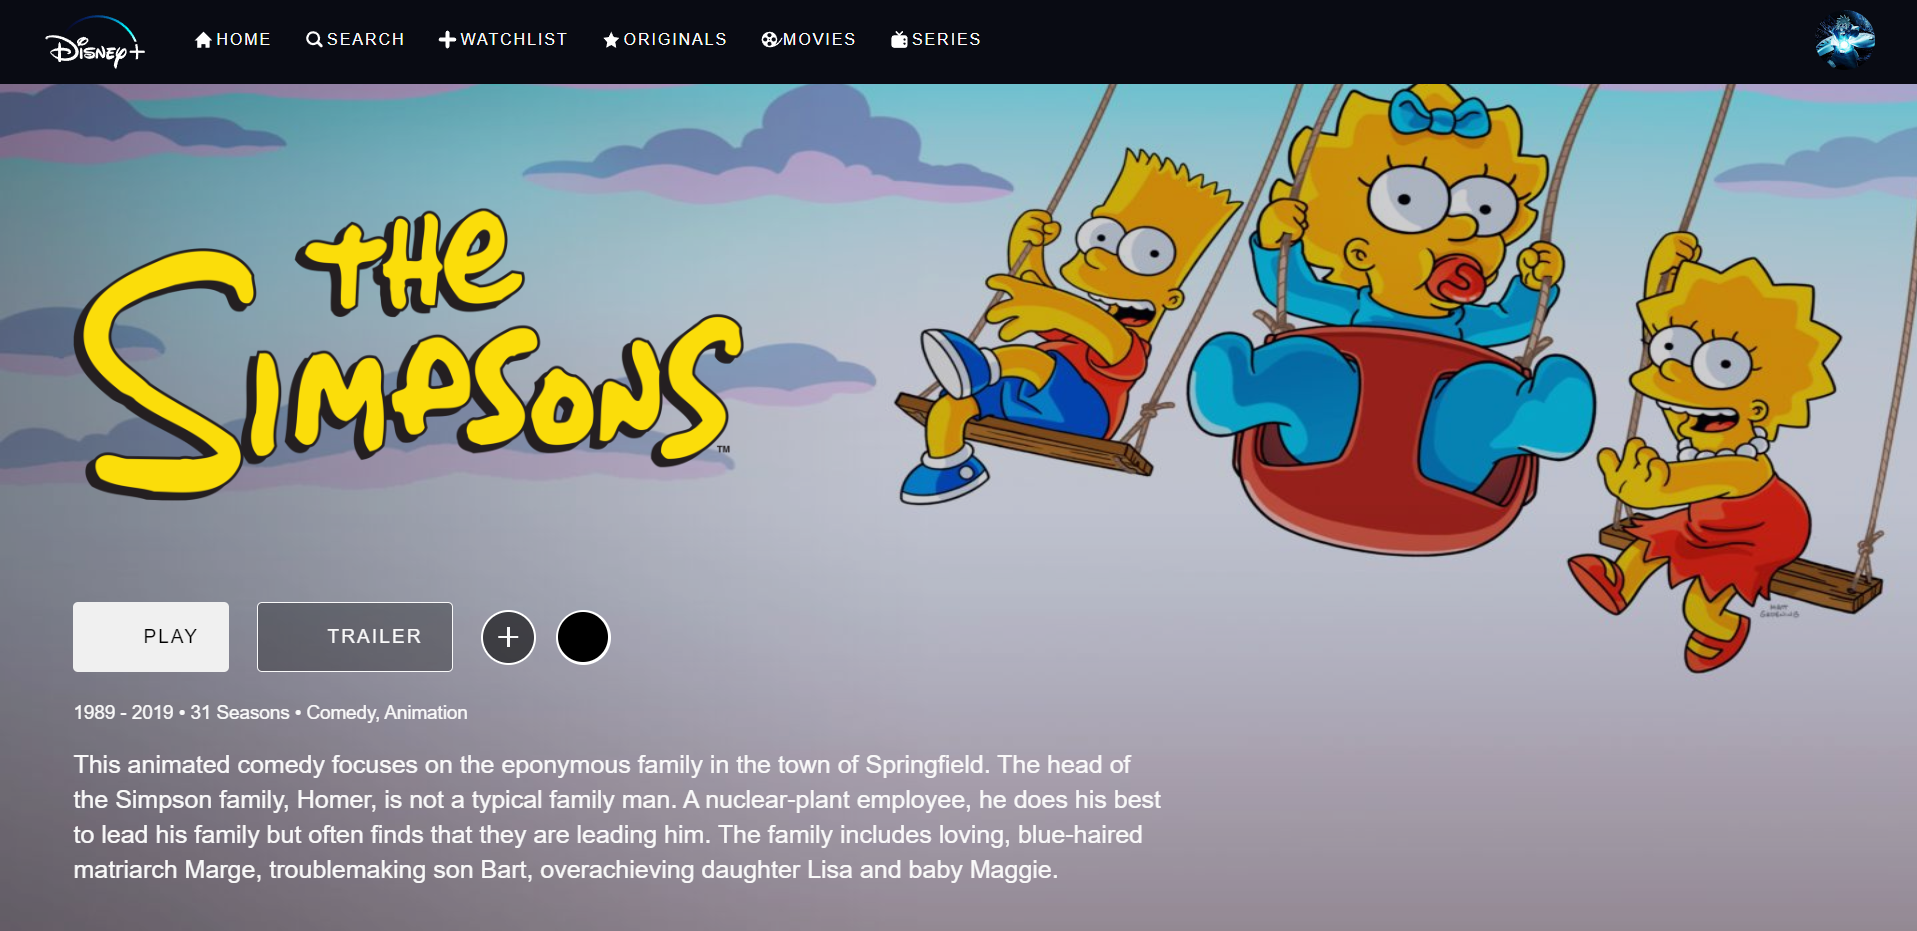 Disney+
HOME
SEARCH
WATCHLIST
ORIGINALS
MOVIES
SERIES
THE
SIMPSONS
TM
PLAY
TRAILER
1989 - 2019 • 31 Seasons • Comedy, Animation
This animated comedy focuses on the eponymous family in the town of Springfield. The head of
the Simpson family, Homer, is not a typical family man. A nuclear-plant employee, he does his best
to lead his family but often finds that they are leading him. The family includes loving, blue-haired
matriarch Marge, troublemaking son Bart, overachieving daughter Lisa and baby Maggie.
MATT
GROENING